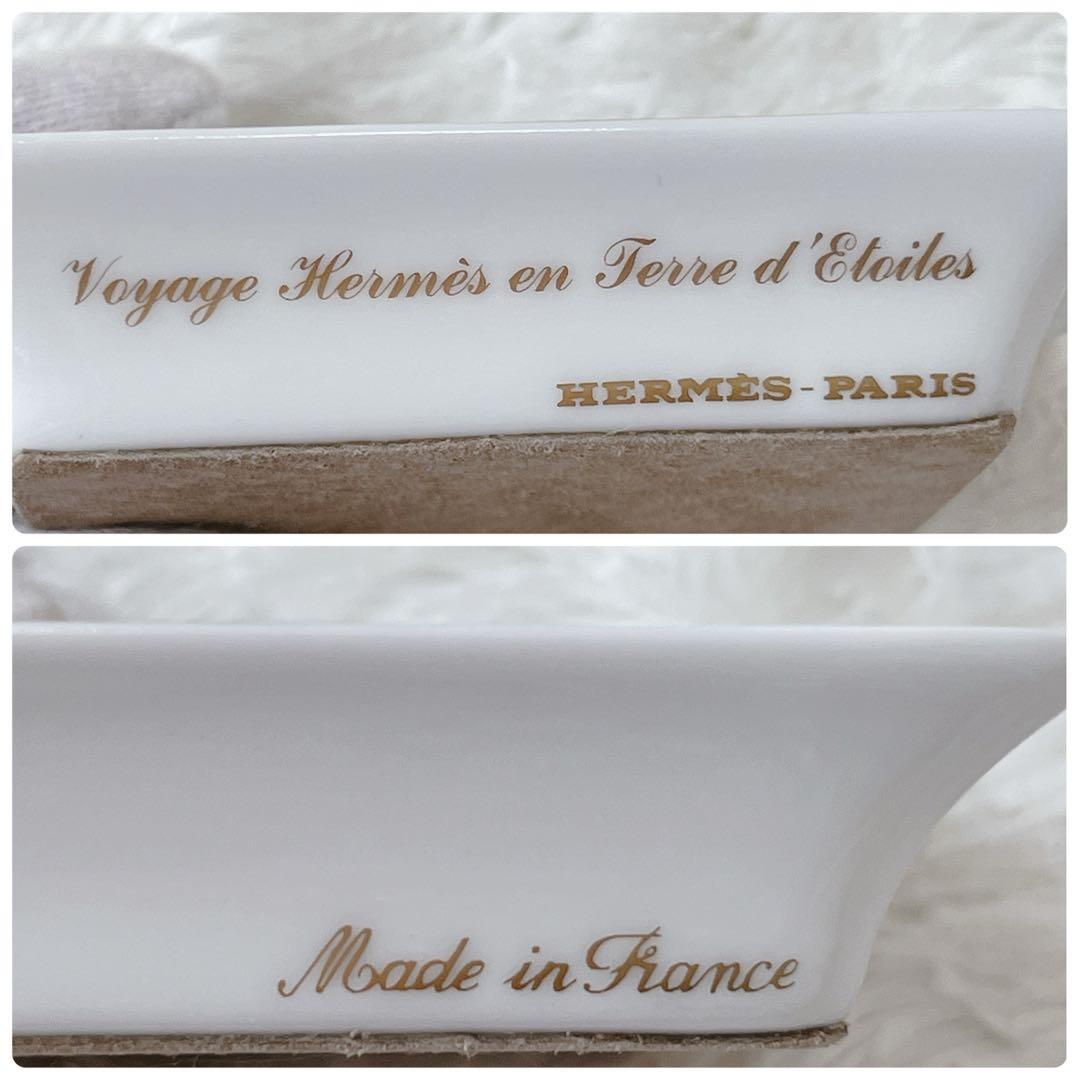 Voyage Hermès en Terre d'Etoiles
HERMÈS-PARIS
Made in France